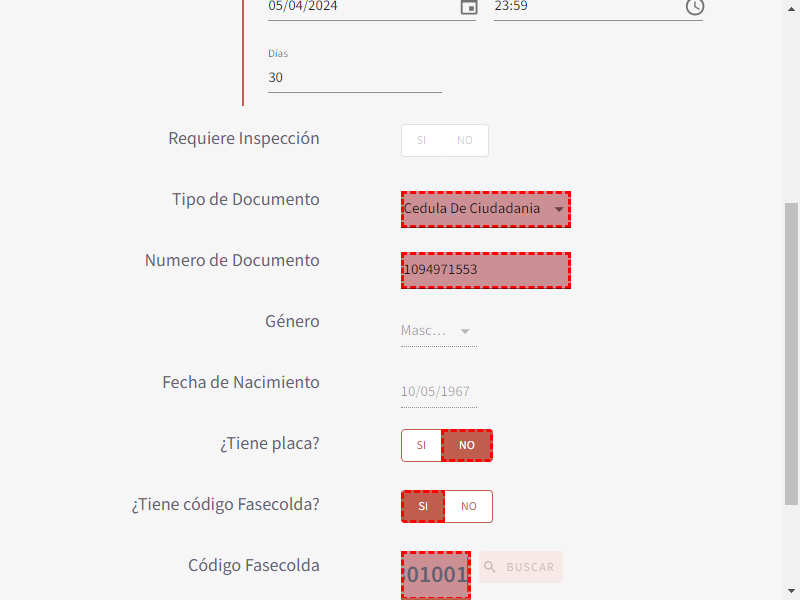 05/04/2024 23:59
Días
30
Requiere Inspección SI NO
Tipo de Documento Cedula De Ciudadania
Numero de Documento 1094971553
Género Masc...
Fecha de Nacimiento 10/05/1967
¿Tiene placa? SI NO
¿Tiene código Fasecolda? SI NO
Código Fasecolda 01001 BUSCAR